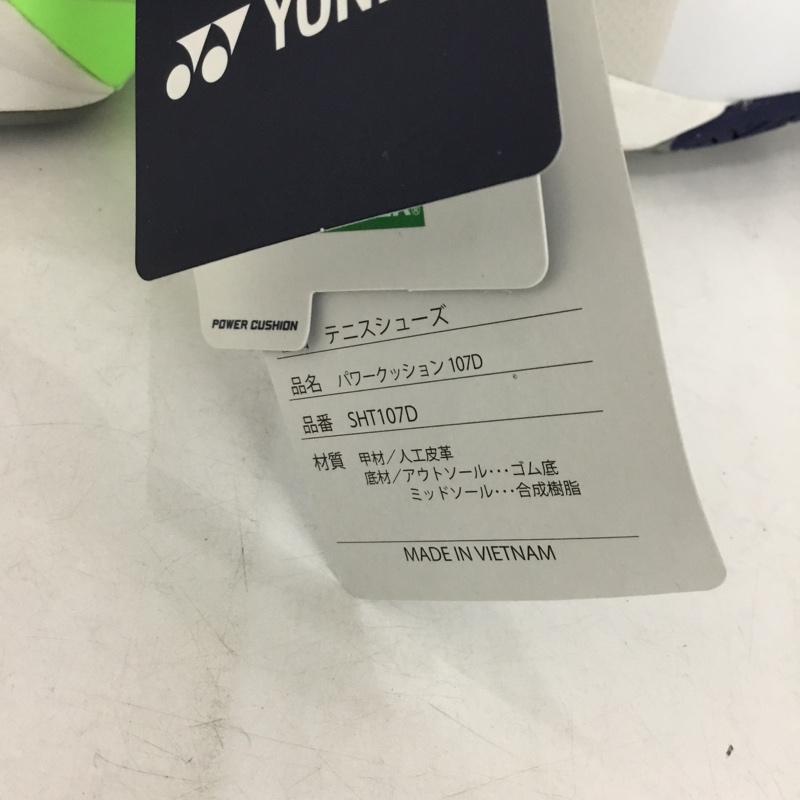 POWER CUSHION
テニスシューズ
品名 パワークッション 107D
品番 SHT107D
材質 甲材/人工皮革
底材/アウトソール･･･ゴム底
ミッドソール･･･合成樹脂
MADE IN VIETNAM